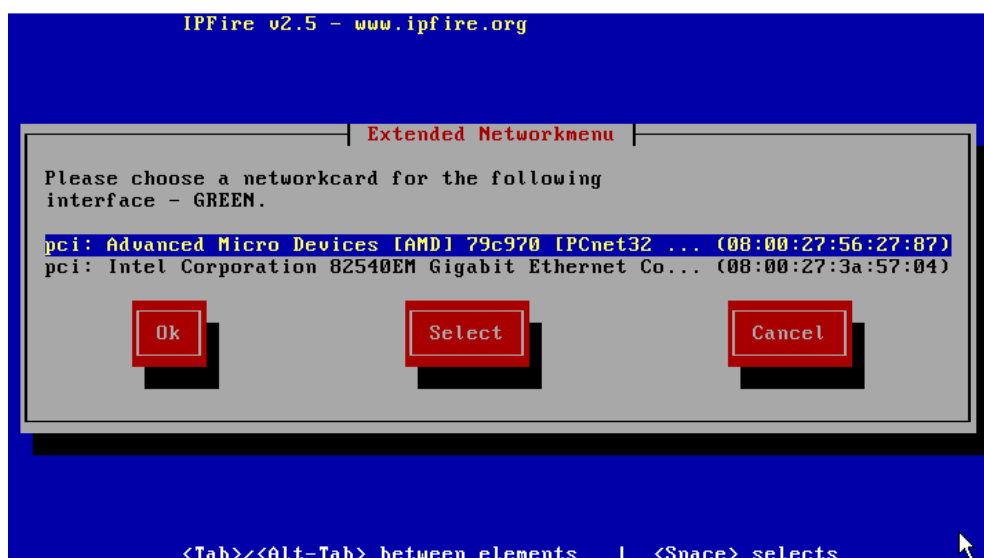 IPFire v2.5 - www.ipfire.org
Extended Networkmenu
Please choose a networkcard for the following
interface - GREEN.
pci: Advanced Micro Devices [AMD] 79c970 [PCnet32 ... (08:00:27:56:27:87)
pci: Intel Corporation 82540EM Gigabit Ethernet Co... (08:00:27:3a:57:04)
Ok Select Cancel
<Tab>/<Alt-Tab> between elements | <Space> selects